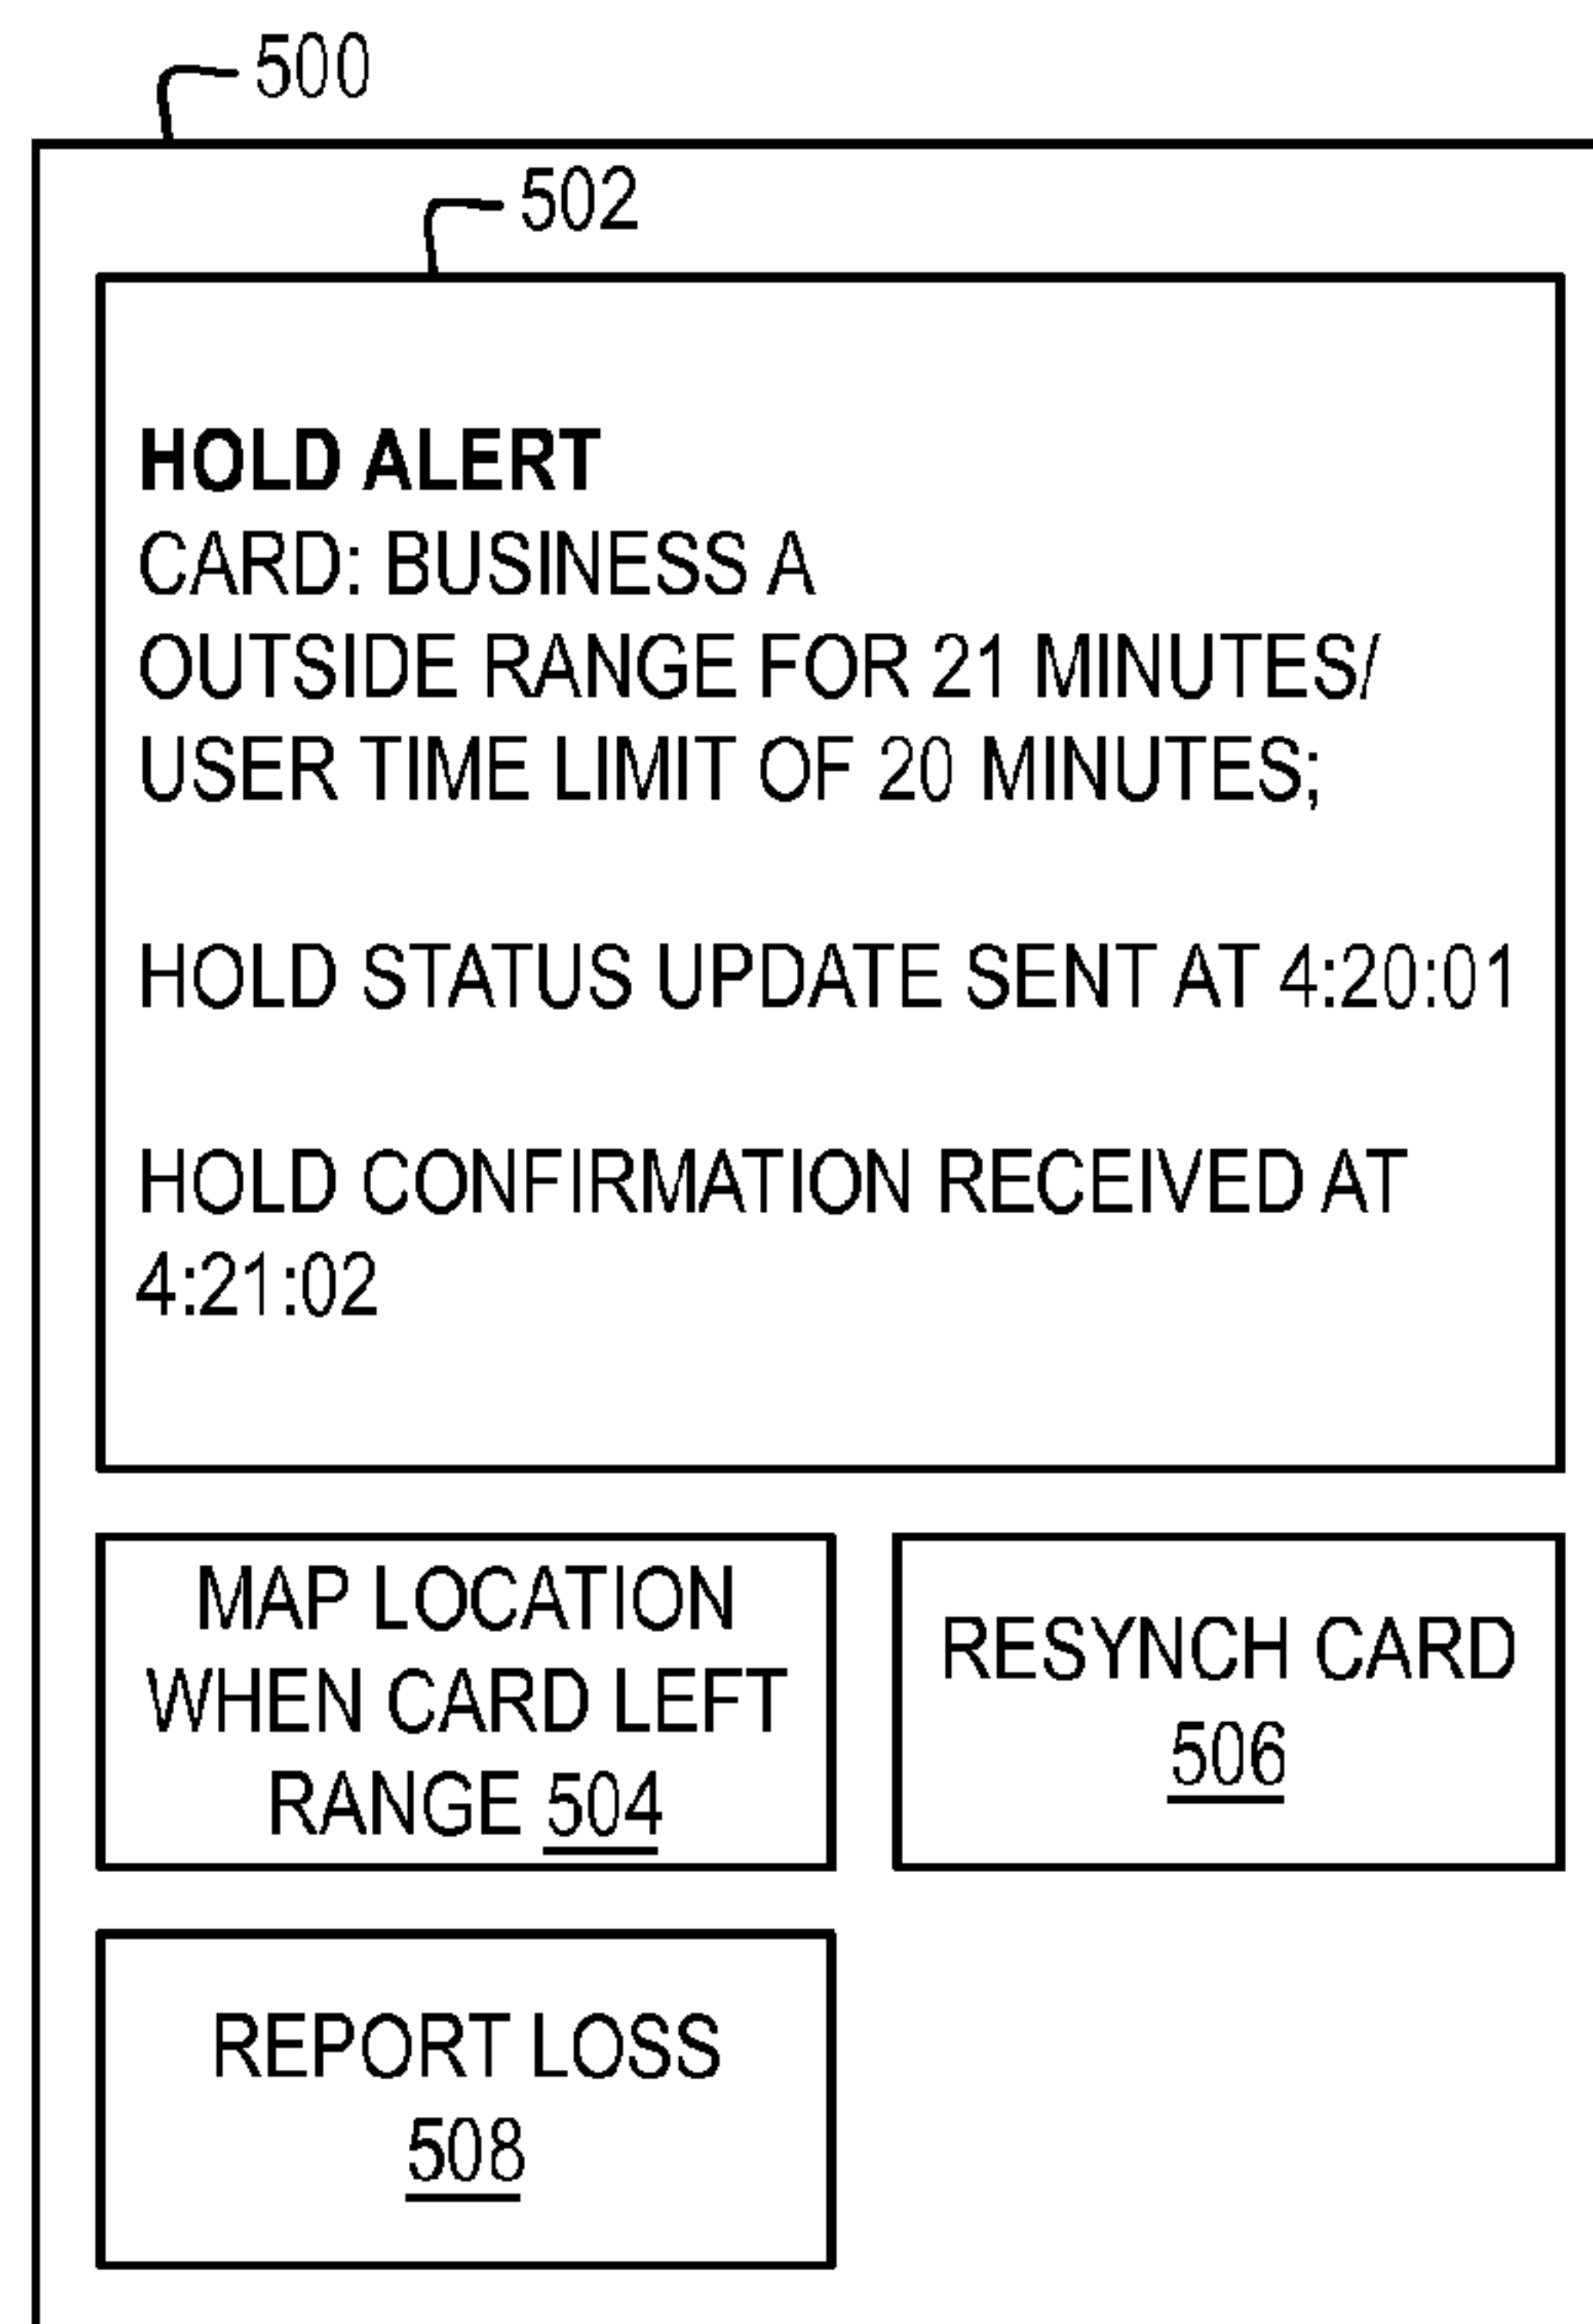 500
502
HOLD ALERT
CARD: BUSINESS A
OUTSIDE RANGE FOR 21 MINUTES/
USER TIME LIMIT OF 20 MINUTES;
HOLD STATUS UPDATE SENT AT 4:20:01
HOLD CONFIRMATION RECEIVED AT
4:21:02
MAP LOCATION
WHEN CARD LEFT
RANGE 504
RESYNCH CARD
506
REPORT LOSS
508